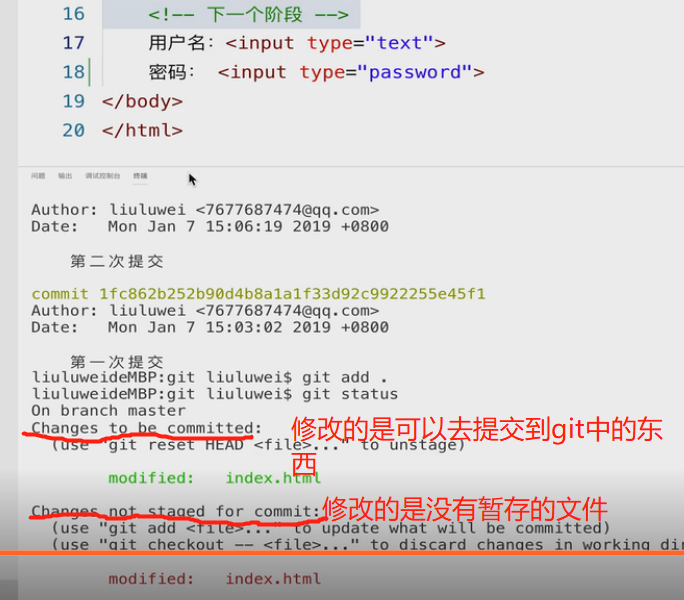 16 <!-- 下一个阶段 -->
17 用户名: <input type="text">
18 密码: <input type="password">
19 </body>
20 </html>
问题 输出 调试控制台 终端
Author: liuluwei <7677687474@qq.com>
Date: Mon Jan 7 15:06:19 2019 +0800
第二次提交
commit 1fc862b252b90d4b8a1a1f33d92c9922255e45f1
Author: liuluwei <7677687474@qq.com>
Date: Mon Jan 7 15:03:02 2019 +0800
第一次提交
liuluweideMBP:git liuluwei$ git add .
liuluweideMBP:git liuluwei$ git status
On branch master
Changes to be committed: 修改的是可以去提交到git中的东
(use "git reset HEAD <file>..." to unstage)
西
modified: index.html
Changes not staged for commit: 修改的是没有暂存的文件
(use "git add <file>..." to update what will be committed)
(use "git checkout -- <file>..." to discard changes in working dir
modified: index.html